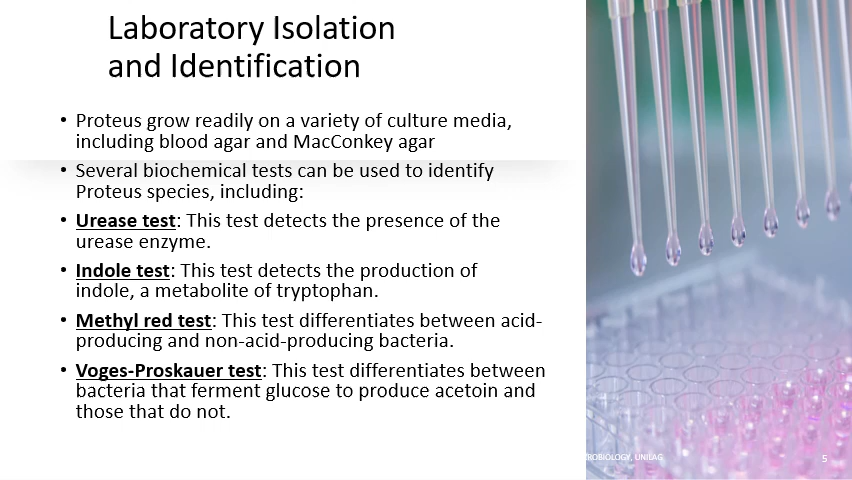 Laboratory Isolation
and Identification
• Proteus grow readily on a variety of culture media,
including blood agar and MacConkey agar
• Several biochemical tests can be used to identify
Proteus species, including:
• Urease test: This test detects the presence of the
urease enzyme.
• Indole test: This test detects the production of
indole, a metabolite of tryptophan.
• Methyl red test: This test differentiates between acid-
producing and non-acid-producing bacteria.
• Voges-Proskauer test: This test differentiates between
bacteria that ferment glucose to produce acetoin and
those that do not.
UNILAG
5